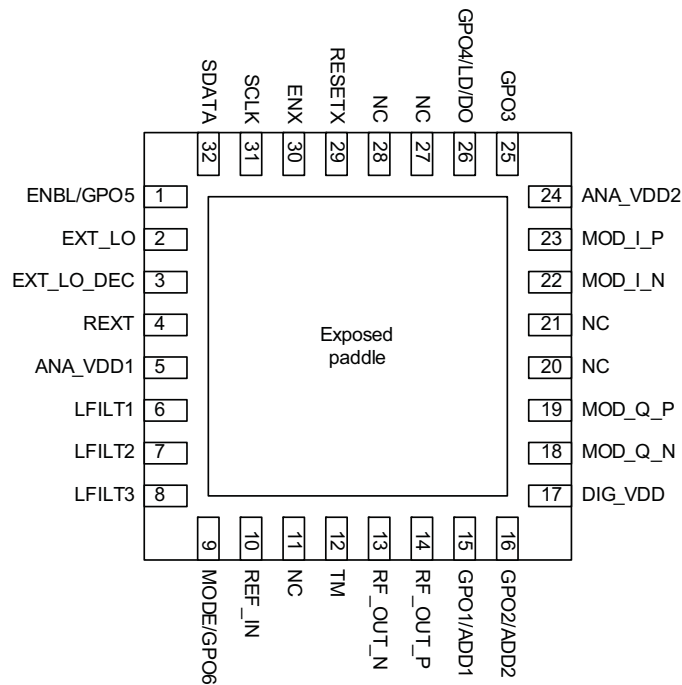 SDATA
SCLK
ENX
RESETX
NC
NC
GPO4/LD/DO
GPO3
32
31
30
29
28
27
26
25
ENBL/GPO5 1
EXT_LO 2
EXT_LO_DEC 3
REXT 4
ANA_VDD1 5
LFILT1 6
LFILT2 7
LFILT3 8
Exposed
paddle
24 ANA_VDD2
23 MOD_I_P
22 MOD_I_N
21 NC
20 NC
19 MOD_Q_P
18 MOD_Q_N
17 DIG_VDD
9
10
11
12
13
14
15
16
MODE/GPO6
REF_IN
NC
TM
RF_OUT_N
RF_OUT_P
GPO1/ADD1
GPO2/ADD2